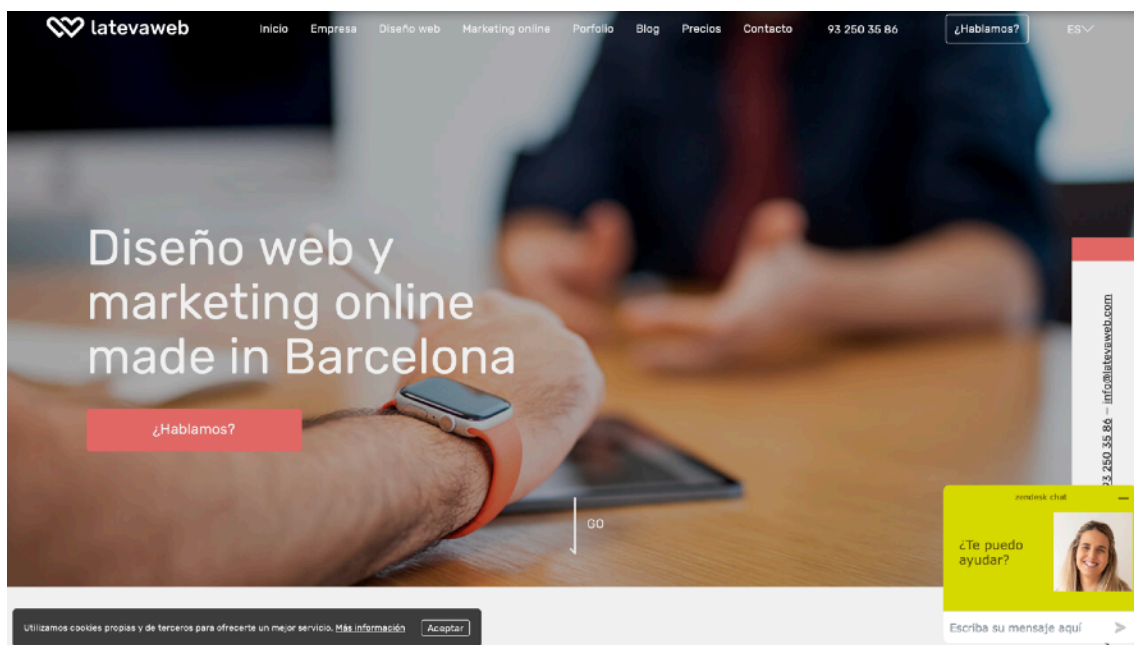 latevaweb
Inicio Empresa Diseño web Marketing online Porfolio Blog Precios Contacto 93 250 35 86 ¿Hablamos? ES
Diseño web y
marketing online
made in Barcelona
¿Hablamos?
GO
93 250 35 86 — info@latevaweb.com
zendesk chat
¿Te puedo
ayudar?
Escriba su mensaje aquí
Utilizamos cookies propias y de terceros para ofrecerte un mejor servicio. Más información Aceptar